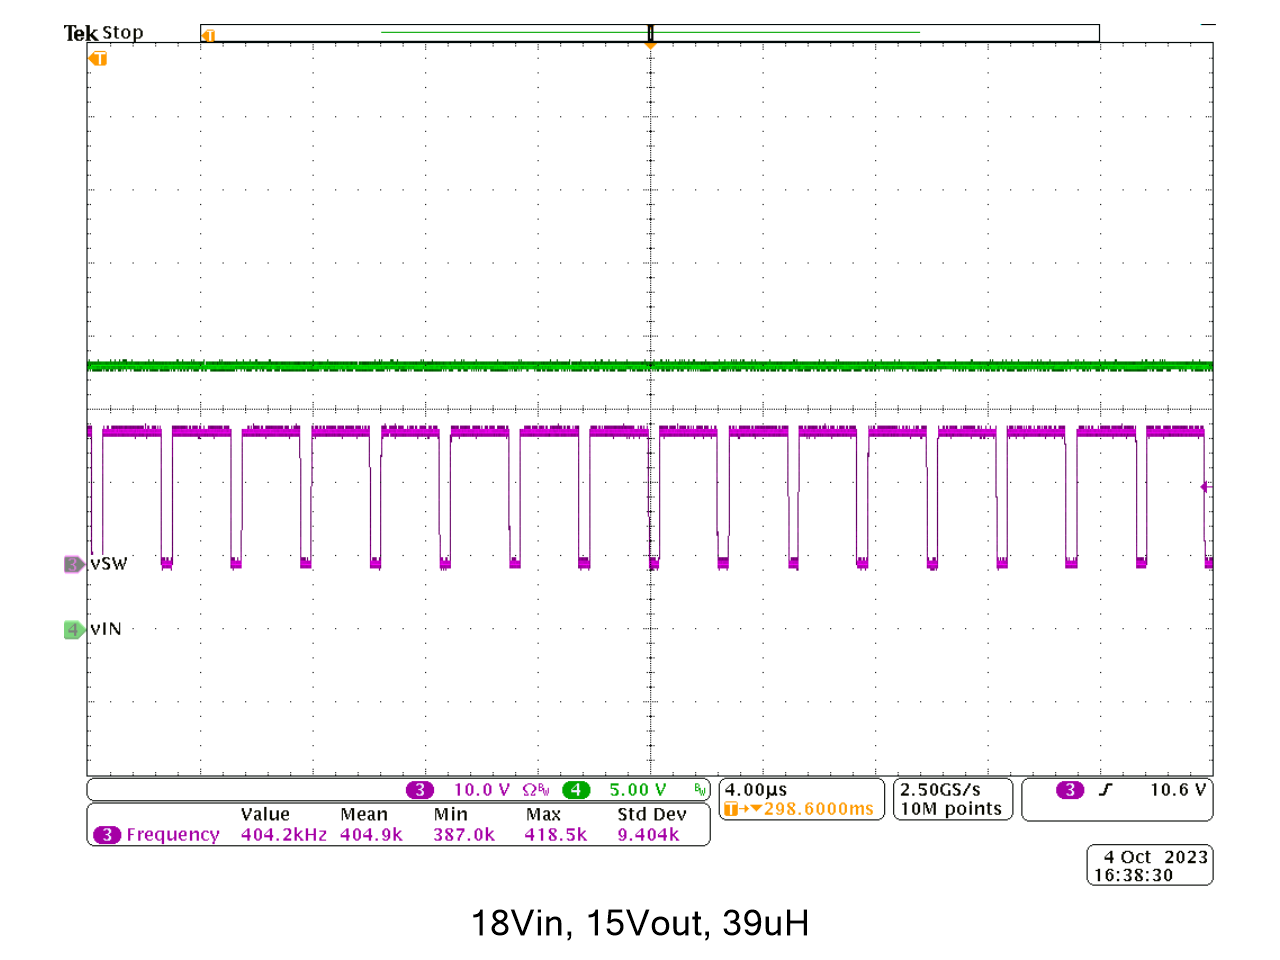 Tek Stop
T
T
3 vSW
4 vIN
3 10.0 V ΩBW 4 5.00 V BW
4.00µs
T→▼298.6000ms
2.50GS/s
10M points
3 10.6 V
Value Mean Min Max Std Dev
3 Frequency 404.2kHz 404.9k 387.0k 418.5k 9.404k
4 Oct 2023
16:38:30
18Vin, 15Vout, 39uH